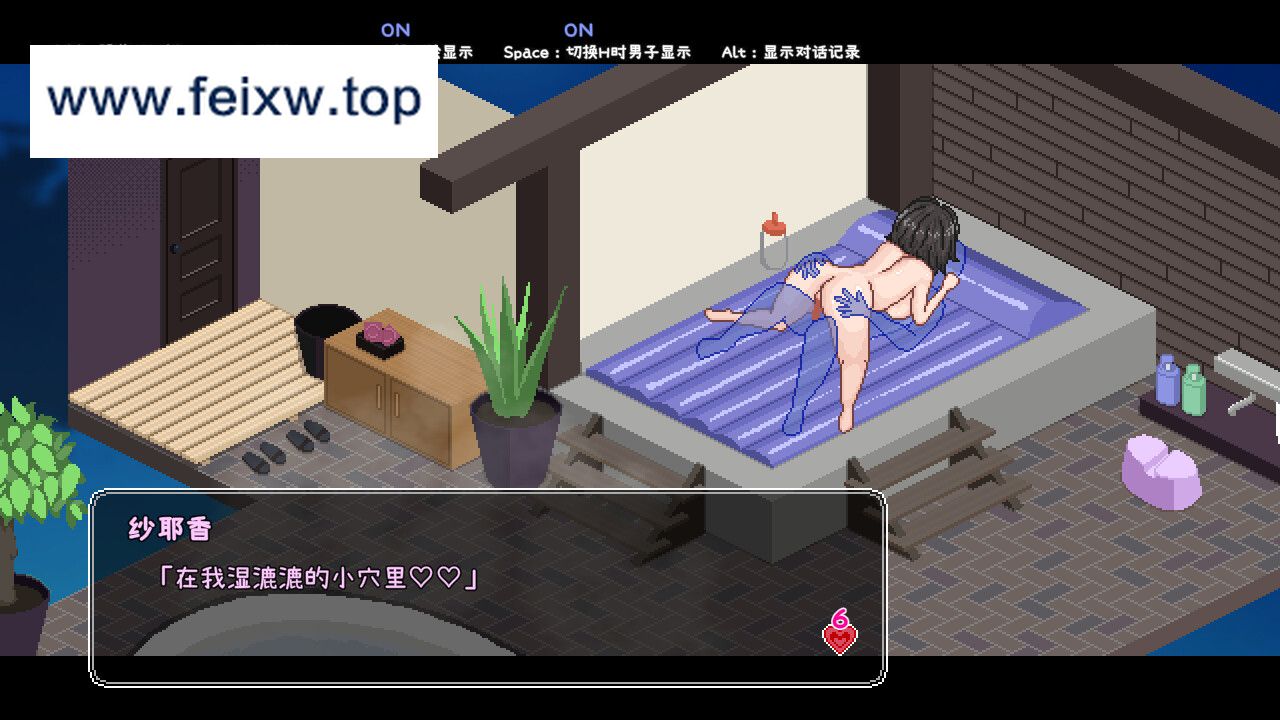 ON ON
显示 Space：切换H时男子显示 Alt：显示对话记录
www.feixw.top
纱耶香
「在我湿漉漉的小穴里♡♡」
6